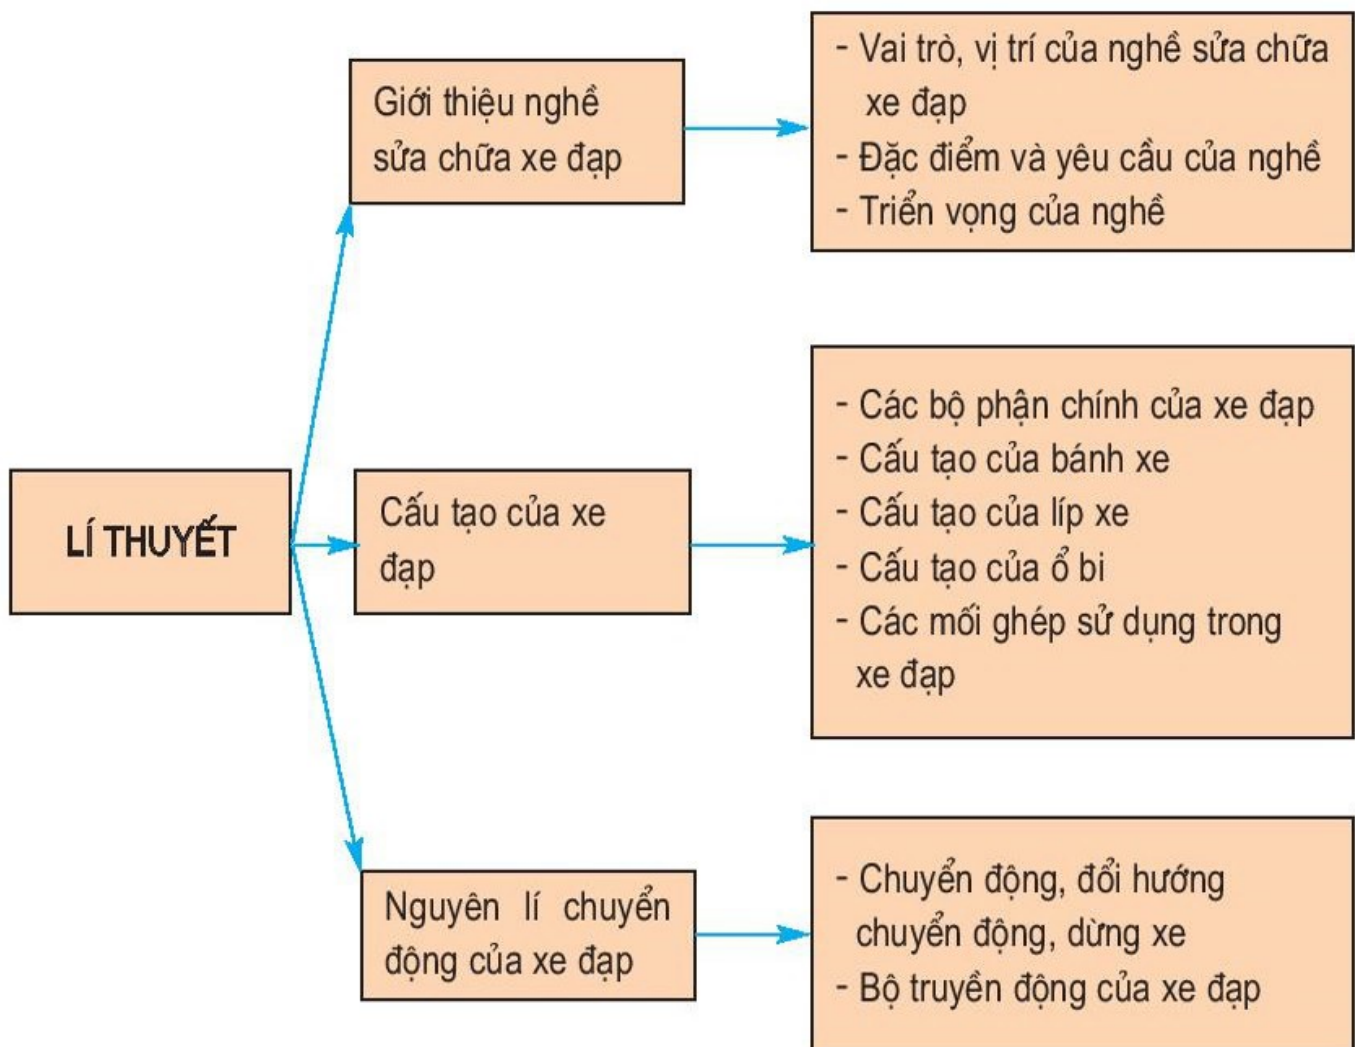 Giới thiệu nghề
sửa chữa xe đạp
- Vai trò, vị trí của nghề sửa chữa
xe đạp
- Đặc điểm và yêu cầu của nghề
- Triển vọng của nghề
LÍ THUYẾT
Cấu tạo của xe
đạp
- Các bộ phận chính của xe đạp
- Cấu tạo của bánh xe
- Cấu tạo của líp xe
- Cấu tạo của ổ bi
- Các mối ghép sử dụng trong
xe đạp
Nguyên lí chuyển
động của xe đạp
- Chuyển động, đổi hướng
chuyển động, dừng xe
- Bộ truyền động của xe đạp